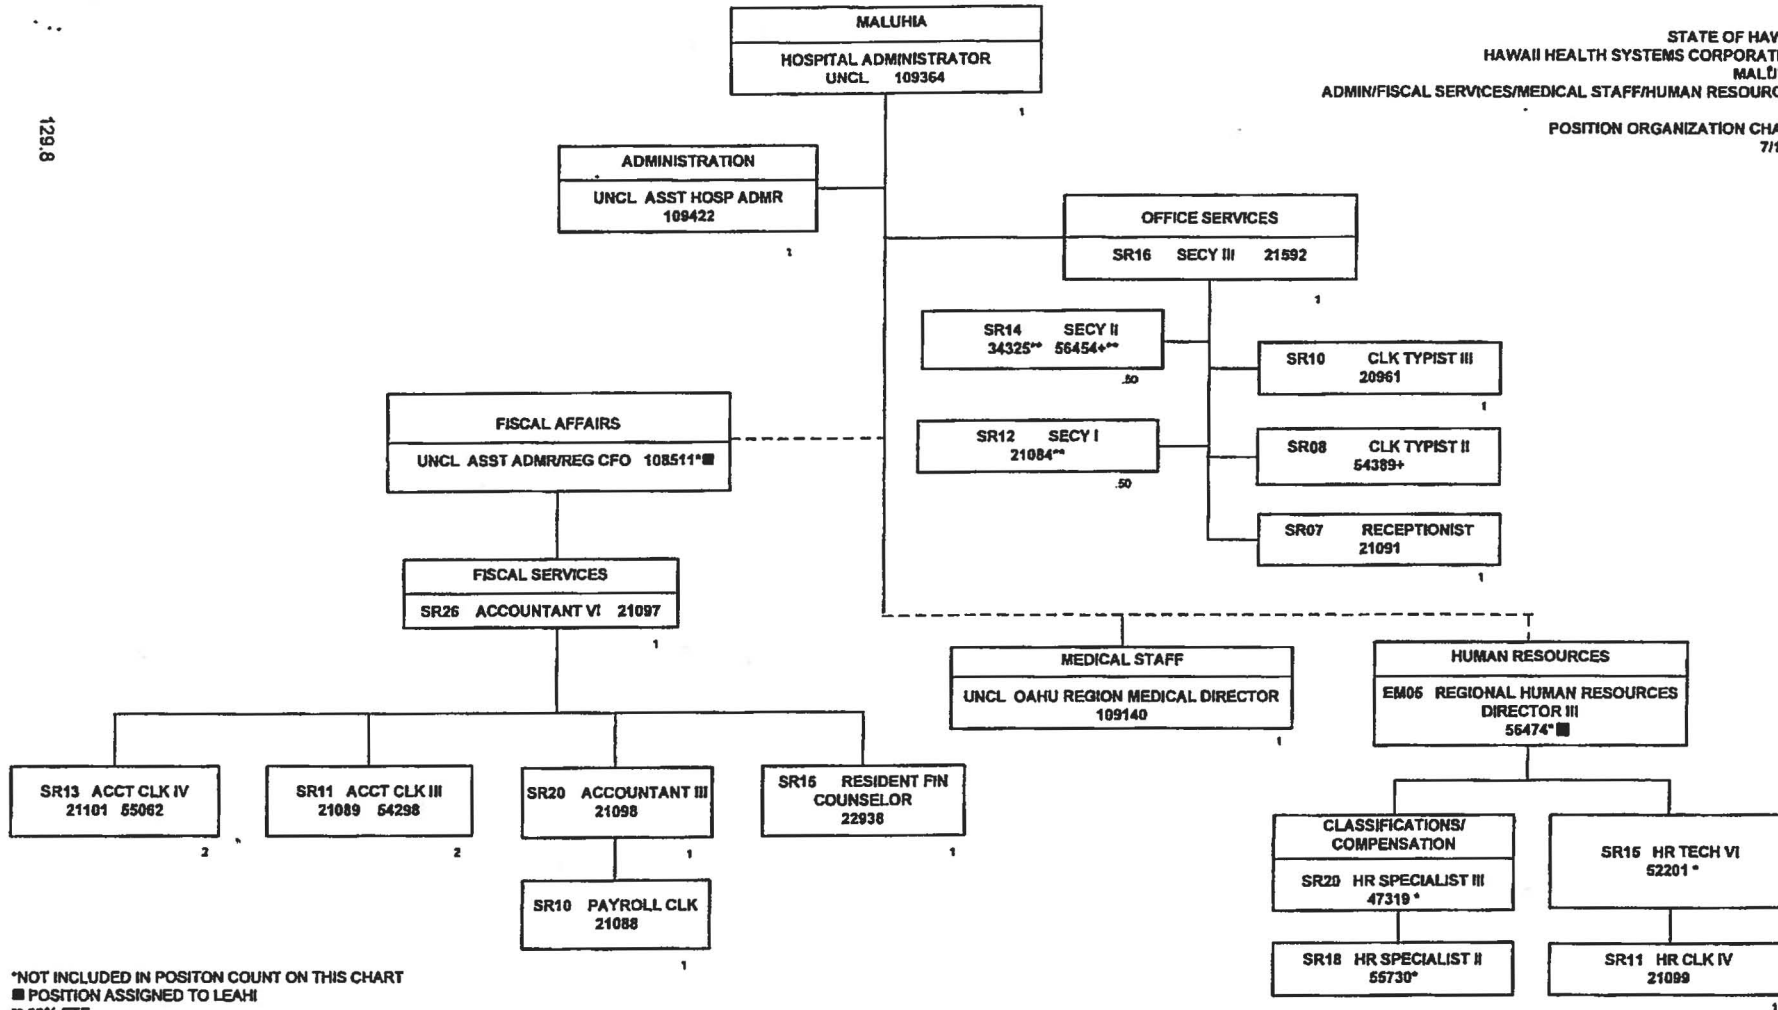 MALUHIA
HOSPITAL ADMINISTRATOR
UNCL 109364
1
STATE OF HAW
HAWAII HEALTH SYSTEMS CORPORATI
ADMIN/FISCAL SERVICES/MEDICAL STAFF/HUMAN RESOURC
POSITION ORGANIZATION CHA
7/1
129.8
ADMINISTRATION
UNCL ASST HOSP ADMR
109422
1
OFFICE SERVICES
SR16 SECY III 21592
1
SR14 SECY II
34325** 56454+**
.50
SR10 CLK TYPIST III
20961
1
SR12 SECY I
21084**
.50
SR08 CLK TYPIST II
54389+
SR07 RECEPTIONIST
21091
1
FISCAL AFFAIRS
UNCL ASST ADMR/REG CFO 108511*■
FISCAL SERVICES
SR26 ACCOUNTANT VI 21097
1
SR13 ACCT CLK IV
21101 55062
2
SR11 ACCT CLK III
21089 54298
2
SR20 ACCOUNTANT III
21098
1
SR15 RESIDENT FIN
COUNSELOR
22938
1
SR10 PAYROLL CLK
21088
1
MEDICAL STAFF
UNCL OAHU REGION MEDICAL DIRECTOR
109140
1
HUMAN RESOURCES
EM05 REGIONAL HUMAN RESOURCES
DIRECTOR III
56474*■
CLASSIFICATIONS/
COMPENSATION
SR20 HR SPECIALIST III
47319 *
SR15 HR TECH VI
52201 *
SR18 HR SPECIALIST II
55730*
SR11 HR CLK IV
21099
1
*NOT INCLUDED IN POSITON COUNT ON THIS CHART
■ POSITION ASSIGNED TO LEAHI